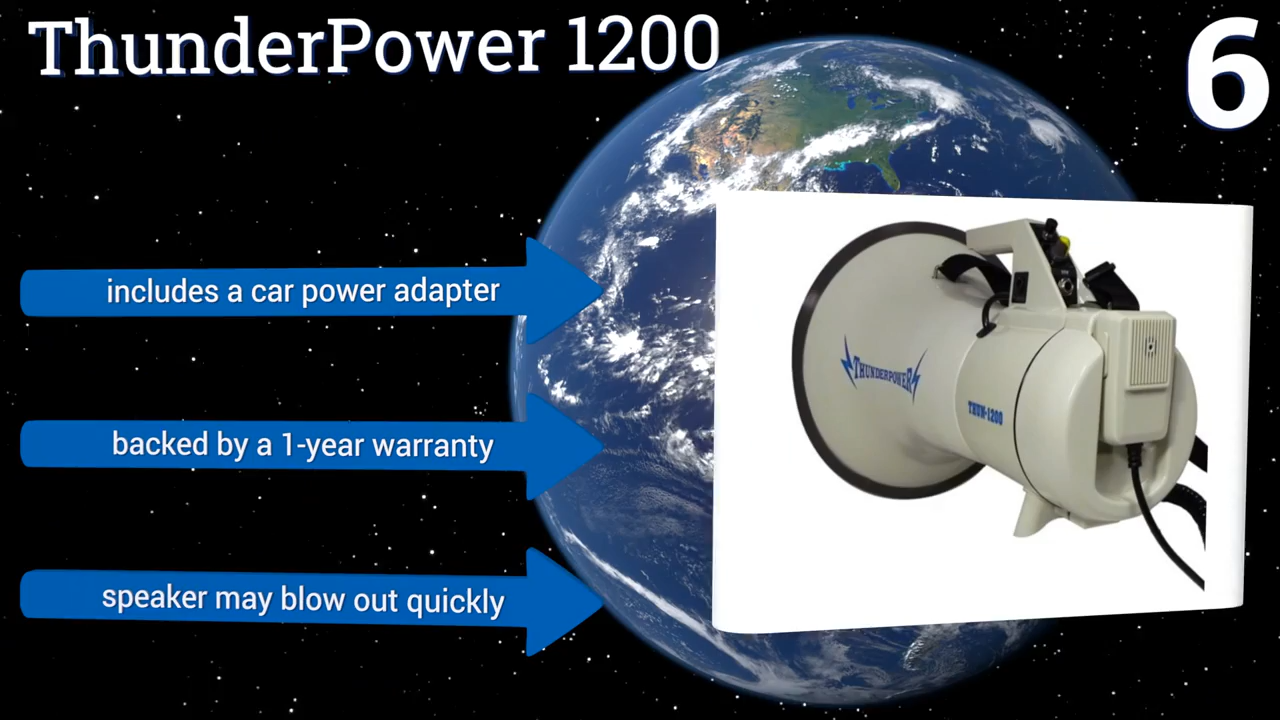 ThunderPower 1200
6
includes a car power adapter
backed by a 1-year warranty
speaker may blow out quickly
THUNDERPOWER
THUN-1200